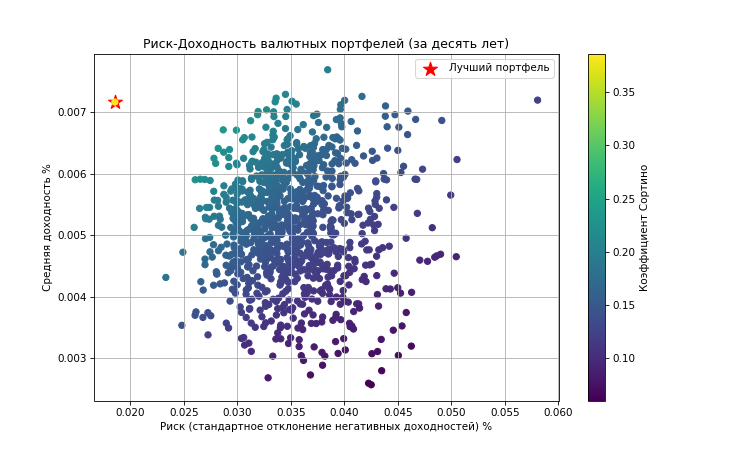 Риск-Доходность валютных портфелей (за десять лет)
Лучший портфель
Средняя доходность %
0.007
0.006
0.005
0.004
0.003
0.020 0.025 0.030 0.035 0.040 0.045 0.050 0.055 0.060
Риск (стандартное отклонение негативных доходностей) %
0.35
0.30
0.25
0.20
0.15
0.10
Коэффициент Сортино